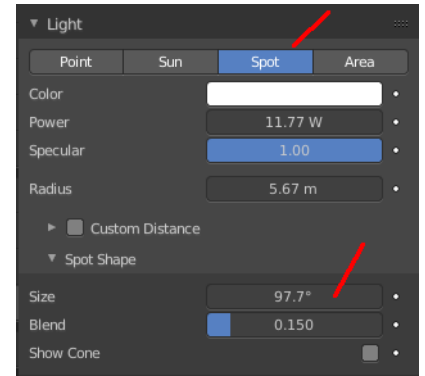 Light
Point Sun Spot Area
Color
Power 11.77 W
Specular 1.00
Radius 5.67 m
Custom Distance
Spot Shape
Size 97.7°
Blend 0.150
Show Cone